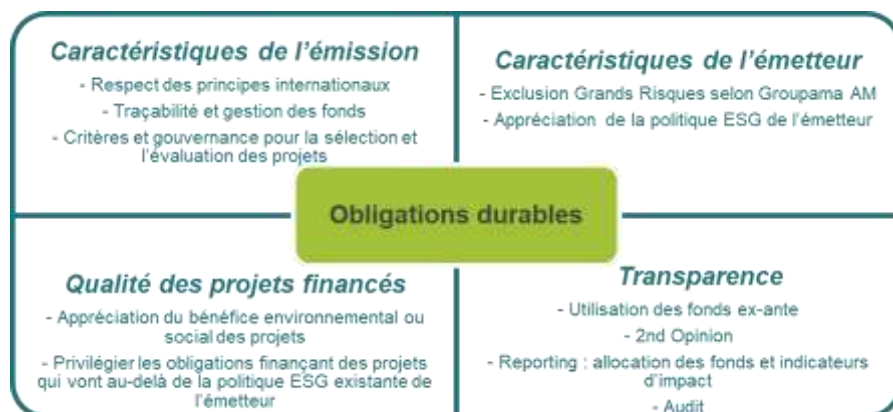 Caractéristiques de l'émission
- Respect des principes internationaux
- Traçabilité et gestion des fonds
- Critères et gouvernance pour la sélection et
l'évaluation des projets
Caractéristiques de l'émetteur
- Exclusion Grands Risques selon Groupama AM
- Appréciation de la politique ESG de l'émetteur
Obligations durables
Qualité des projets financés
- Appréciation du bénéfice environnemental ou
social des projets
- Privilégier les obligations finançant des projets
qui vont au-delà de la politique ESG existante de
l'émetteur
Transparence
- Utilisation des fonds ex-ante
- 2nd Opinion
- Reporting : allocation des fonds et indicateurs
d'impact
- Audit